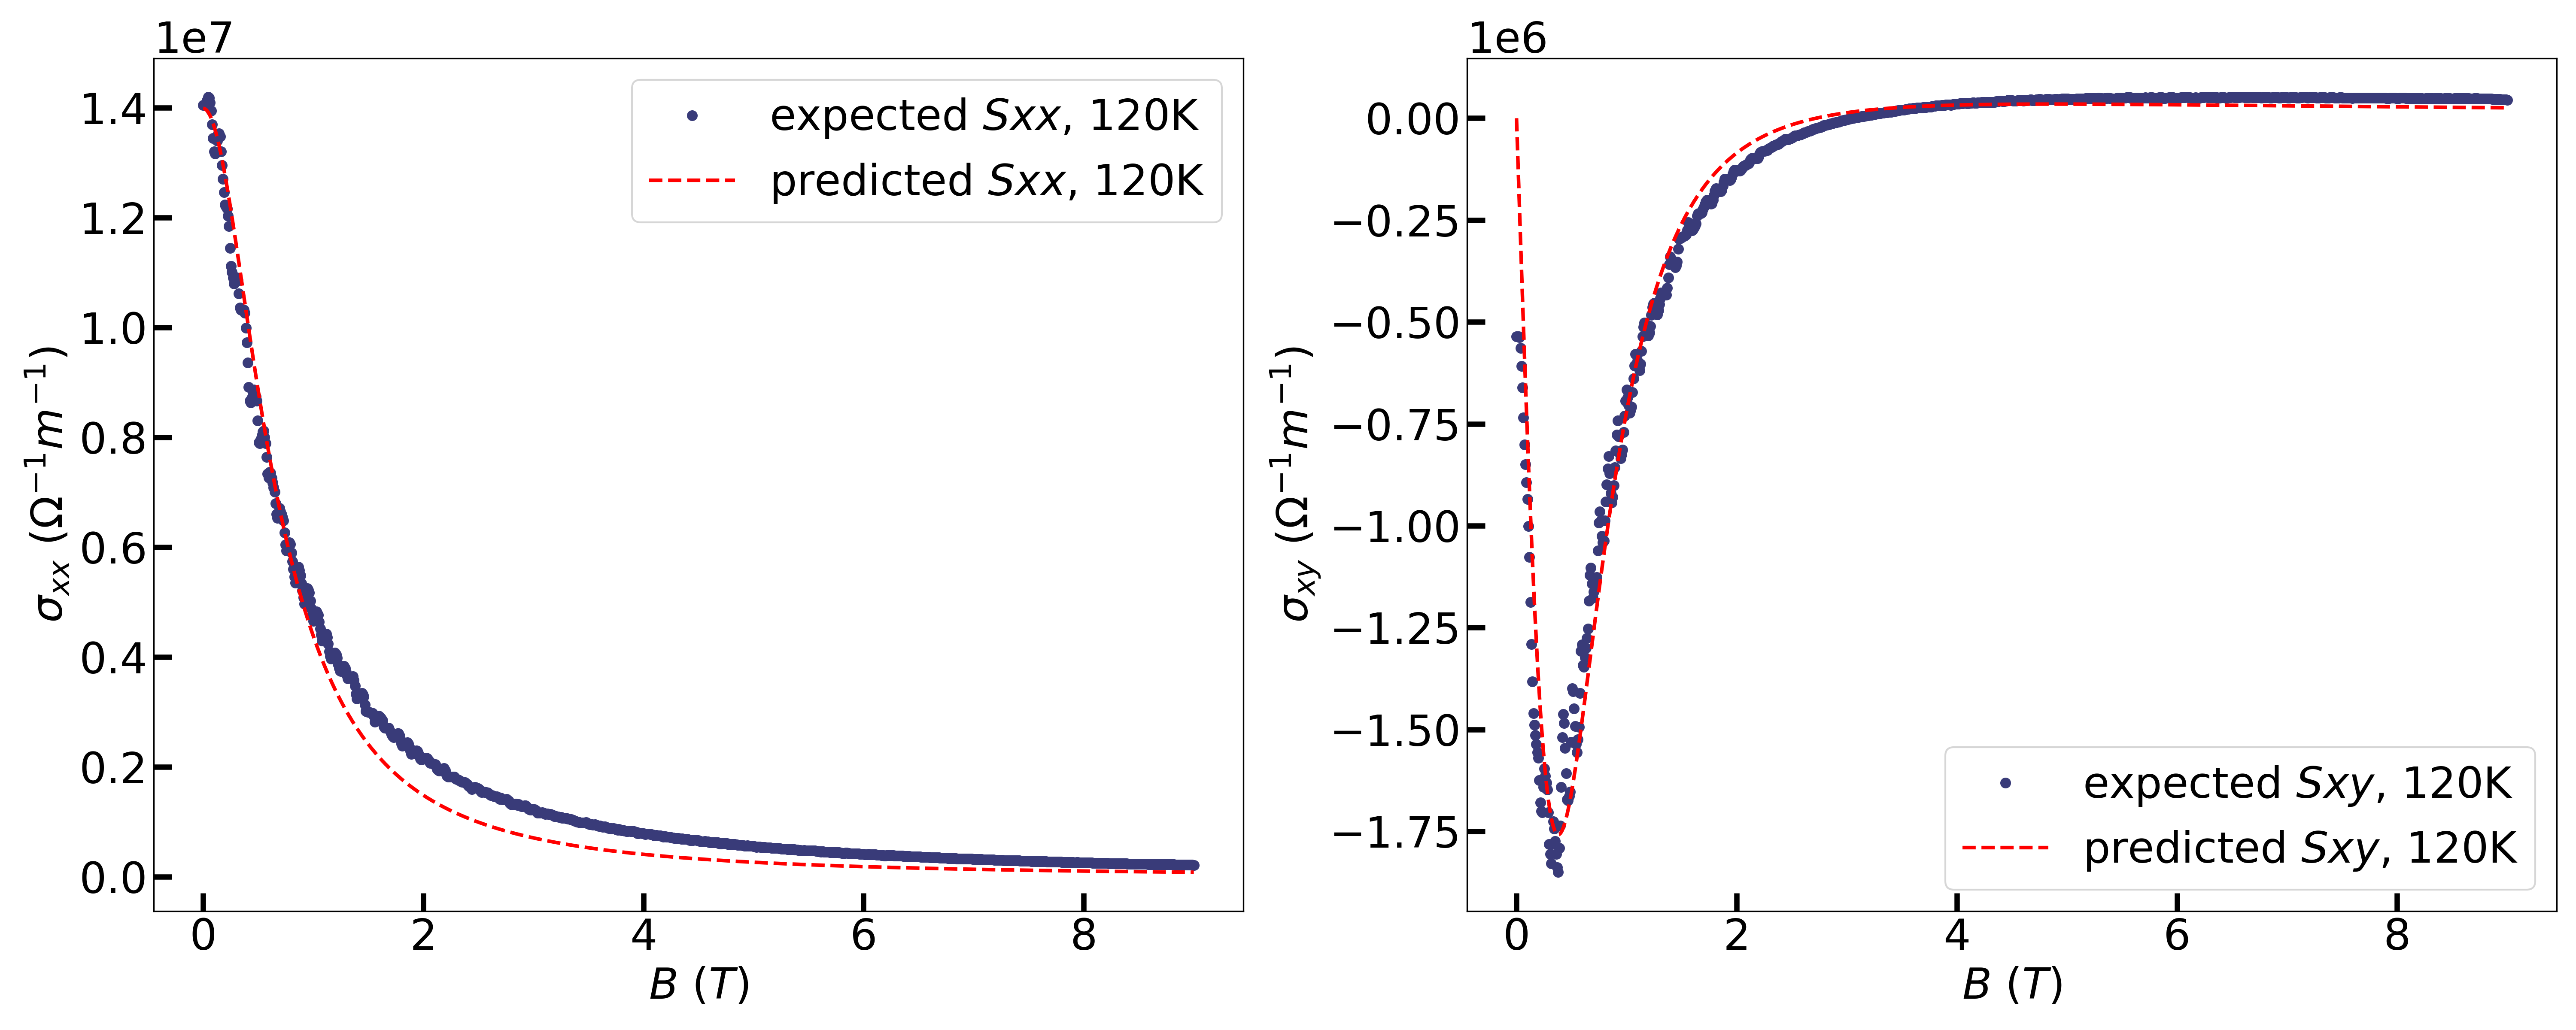 1e7
1.4
1.2
1.0
0.8
0.6
0.4
0.2
0.0
σxx (Ω⁻¹m⁻¹)
0 2 4 6 8
B (T)
expected Sxx, 120K
predicted Sxx, 120K
1e6
0.00
−0.25
−0.50
−0.75
−1.00
−1.25
−1.50
−1.75
σxy (Ω⁻¹m⁻¹)
0 2 4 6 8
B (T)
expected Sxy, 120K
predicted Sxy, 120K